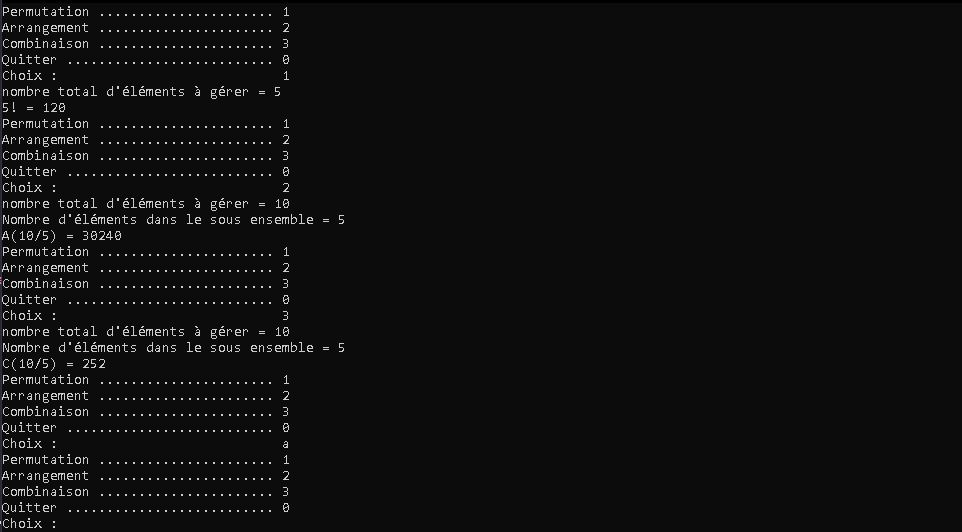 Permutation ...................... 1
Arrangement ...................... 2
Combinaison ...................... 3
Quitter .......................... 0
Choix :                            1
nombre total d'éléments à gérer = 5
5! = 120
Permutation ...................... 1
Arrangement ...................... 2
Combinaison ...................... 3
Quitter .......................... 0
Choix :                            2
nombre total d'éléments à gérer = 10
Nombre d'éléments dans le sous ensemble = 5
A(10/5) = 30240
Permutation ...................... 1
Arrangement ...................... 2
Combinaison ...................... 3
Quitter .......................... 0
Choix :                            3
nombre total d'éléments à gérer = 10
Nombre d'éléments dans le sous ensemble = 5
C(10/5) = 252
Permutation ...................... 1
Arrangement ...................... 2
Combinaison ...................... 3
Quitter .......................... 0
Choix :                            a
Permutation ...................... 1
Arrangement ...................... 2
Combinaison ...................... 3
Quitter .......................... 0
Choix :